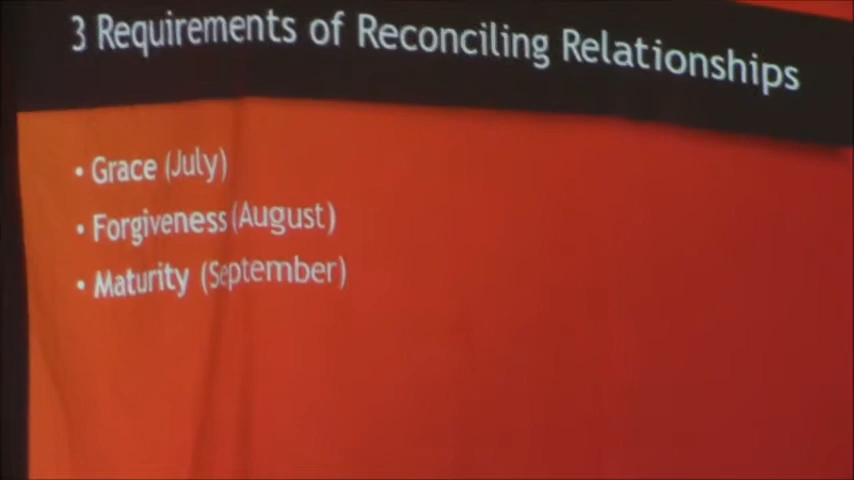 3 Requirements of Reconciling Relationships
• Grace (July)
• Forgiveness (August)
• Maturity (September)